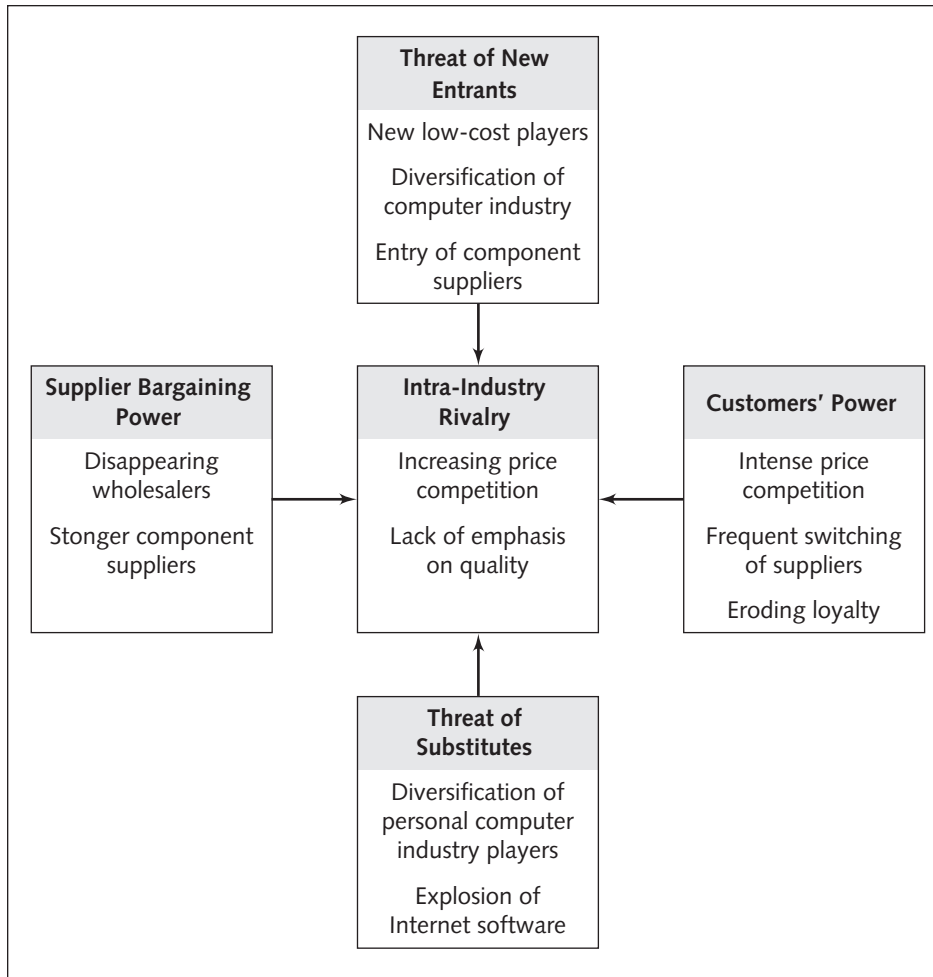 Threat of New
Entrants
New low-cost players
Diversification of
computer industry
Entry of component
suppliers
Supplier Bargaining
Power
Disappearing
wholesalers
Stonger component
suppliers
Intra-Industry
Rivalry
Increasing price
competition
Lack of emphasis
on quality
Customers’ Power
Intense price
competition
Frequent switching
of suppliers
Eroding loyalty
Threat of
Substitutes
Diversification of
personal computer
industry players
Explosion of
Internet software